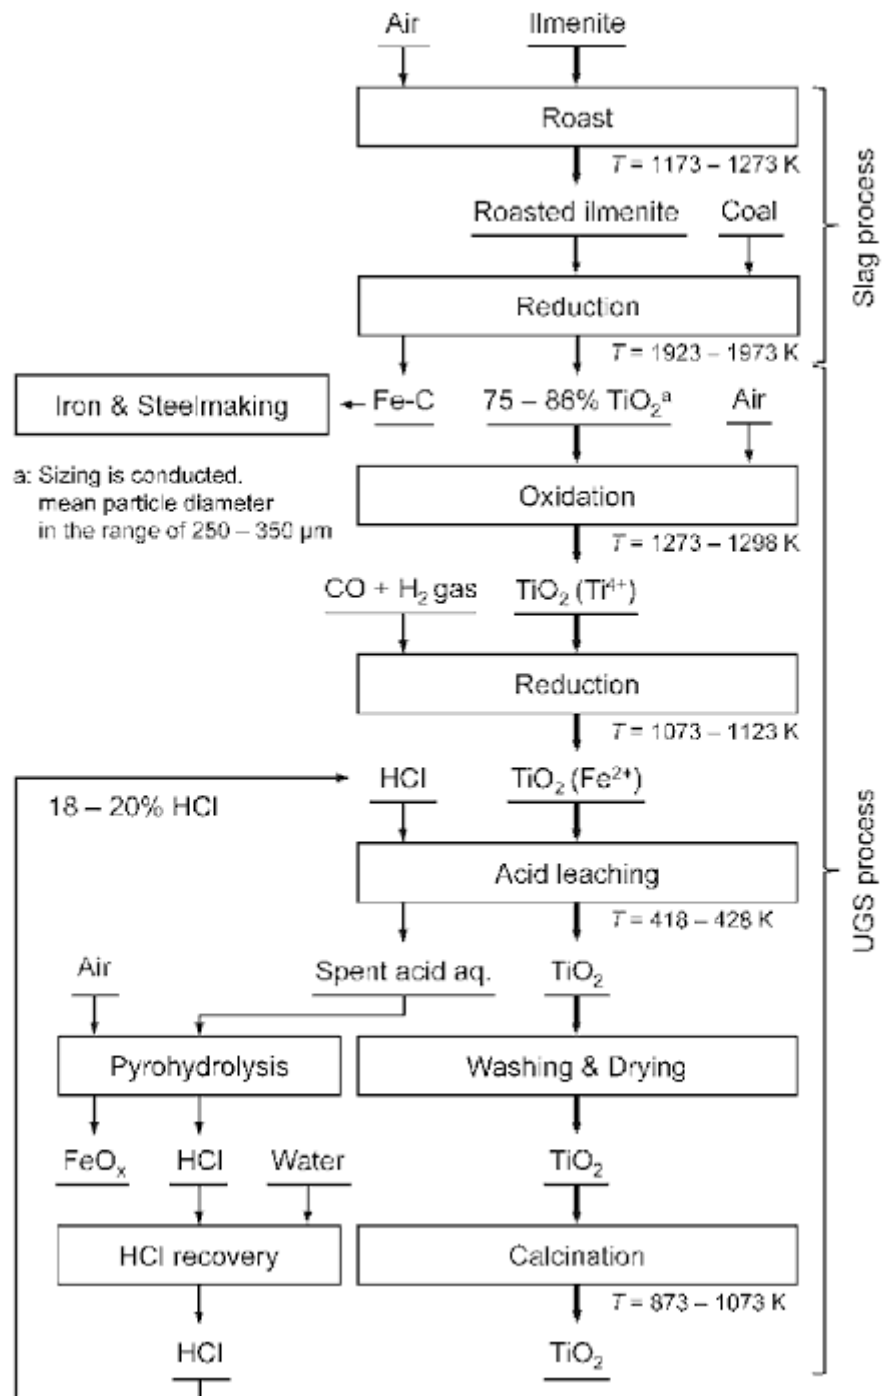 Air
Ilmenite
Roast
T = 1173 – 1273 K
Roasted ilmenite
Coal
Reduction
T = 1923 – 1973 K
Slag process
Iron & Steelmaking
Fe-C
75 – 86% TiO₂ᵃ
Air
a: Sizing is conducted.
mean particle diameter
in the range of 250 – 350 μm
Oxidation
T = 1273 – 1298 K
CO + H₂ gas
TiO₂ (Ti⁴⁺)
Reduction
T = 1073 – 1123 K
18 – 20% HCl
HCl
TiO₂ (Fe²⁺)
Acid leaching
T = 418 – 428 K
UGS process
Air
Spent acid aq.
TiO₂
Pyrohydrolysis
Washing & Drying
FeOₓ
HCl
Water
TiO₂
HCl recovery
Calcination
T = 873 – 1073 K
HCl
TiO₂